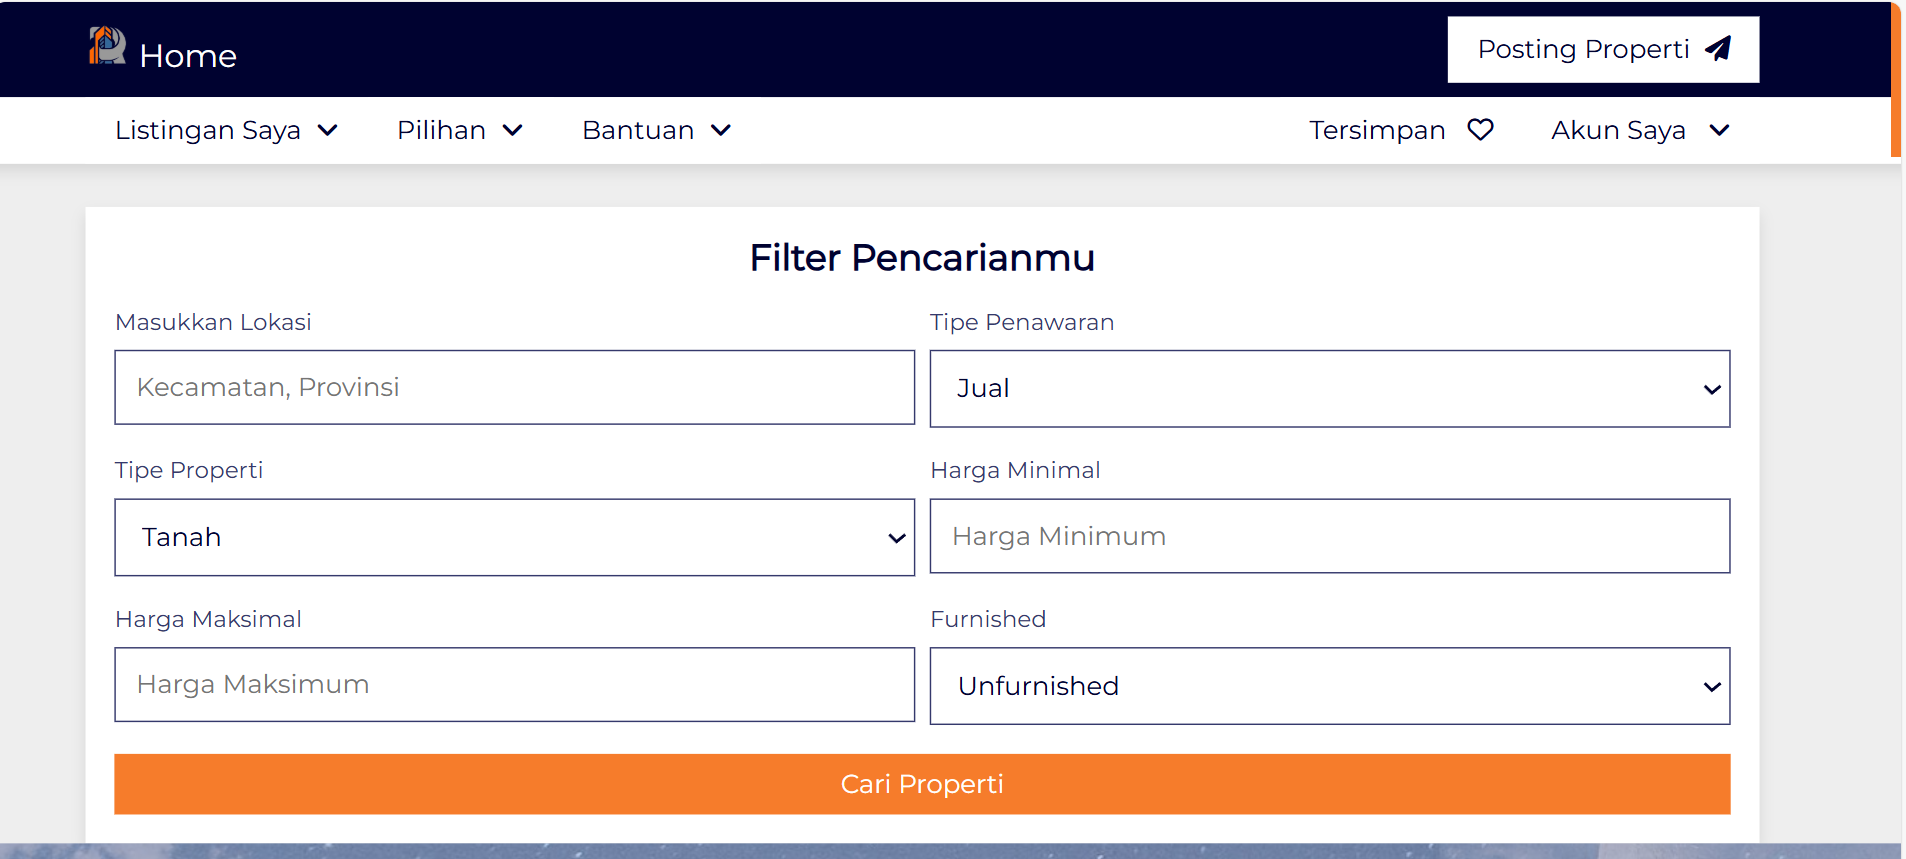 Home
Posting Properti
Listingan Saya
Pilihan
Bantuan
Tersimpan
Akun Saya
Filter Pencarianmu
Masukkan Lokasi
Tipe Penawaran
Kecamatan, Provinsi
Jual
Tipe Properti
Harga Minimal
Tanah
Harga Minimum
Harga Maksimal
Furnished
Harga Maksimum
Unfurnished
Cari Properti